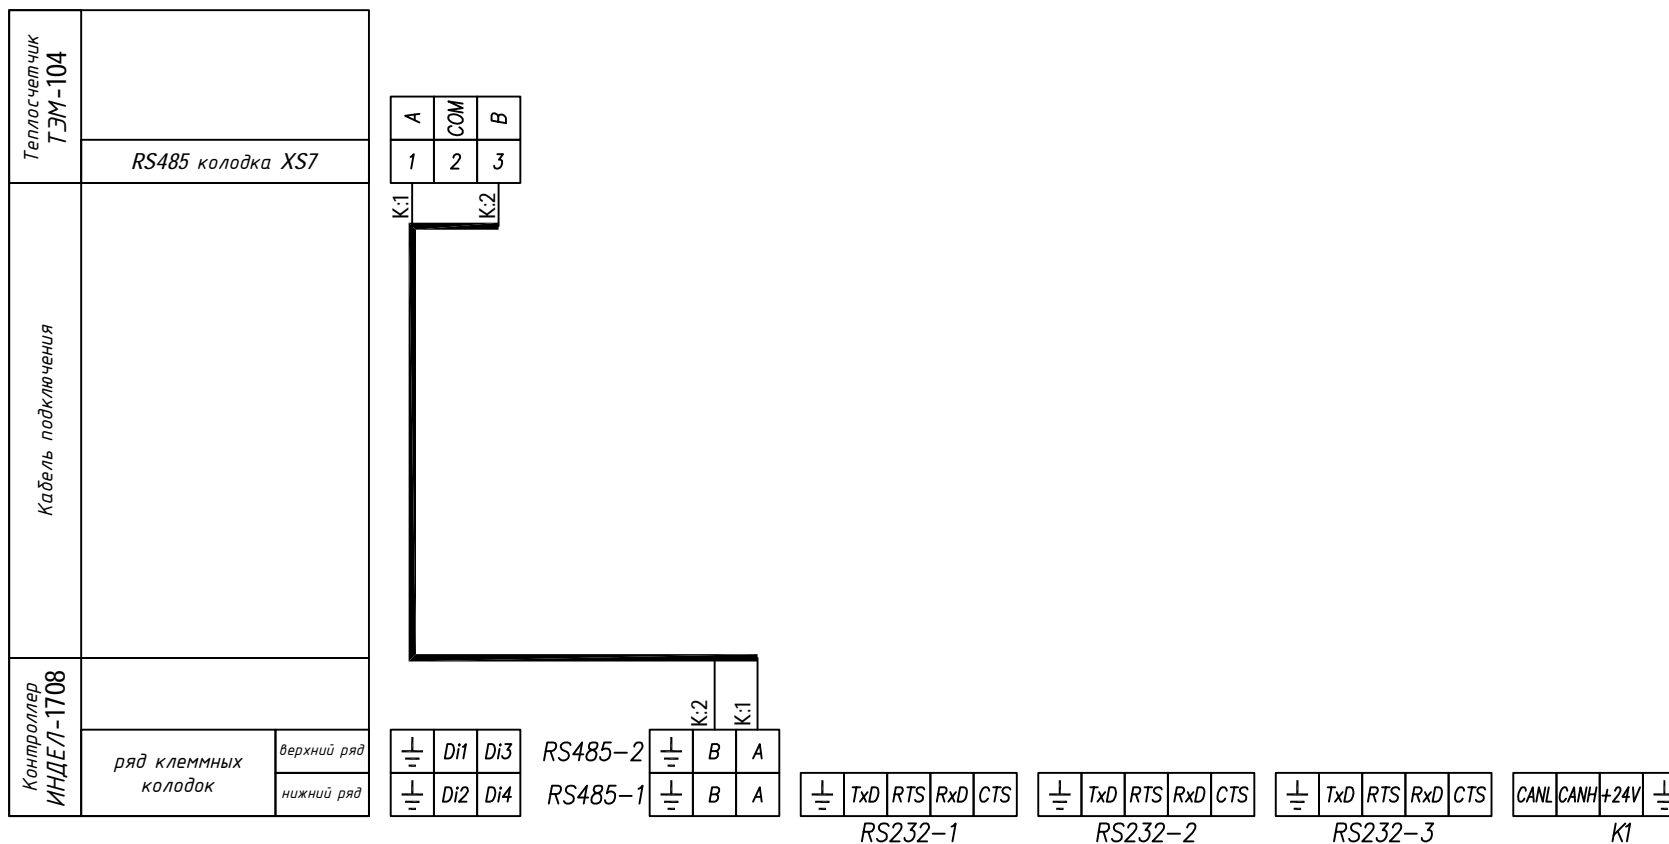 Теплосчетчик
ТЭМ-104
RS485 колодка XS7
A COM B
1 2 3
K:1 K:2
Кабель подключения
K:2 K:1
Контроллер
ИНДЕЛ-1708
ряд клеммных
колодок
верхний ряд
нижний ряд
Di1 Di3 RS485-2 B A
Di2 Di4 RS485-1 B A
TxD RTS RxD CTS TxD RTS RxD CTS TxD RTS RxD CTS CANL CANH +24V
RS232-1 RS232-2 RS232-3 K1